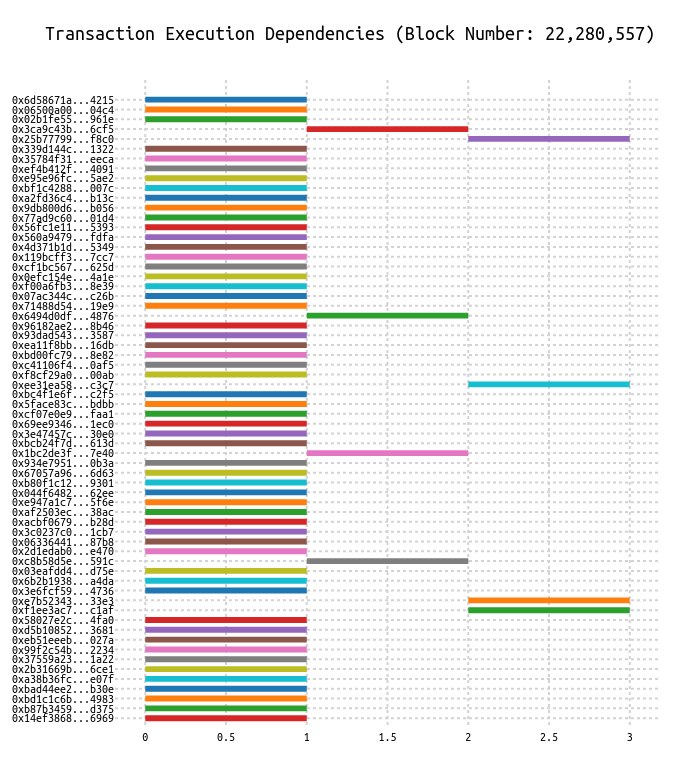 Transaction Execution Dependencies (Block Number: 22,280,557)
0x6d58671a...4215
0x06500a00...04c4
0x02b1fe55...961e
0x3ca9c43b...6cf5
0x25b77799...f8c0
0x339d144c...1322
0x35784f31...eeca
0xef4b412f...4091
0xe95e96fc...5ae2
0xbf1c4288...007c
0xa2fd36c4...b13c
0x9db800d6...b056
0x77ad9c60...01d4
0x56fc1e11...5393
0x560a9479...fdfa
0x4d371b1d...5349
0x119bcff3...7cc7
0xcf1bc567...625d
0x0efc154e...4a1e
0xf00a6fb3...8e39
0x07ac344c...c26b
0x71488d54...19e9
0x6494d0df...4876
0x96182ae2...8b46
0x93dad543...3587
0xea11f8bb...16db
0xbd00fc79...8e82
0xc41106f4...0af5
0xf8cf29a0...00ab
0xee31ea58...c3c7
0xbc4f1e6f...c2f5
0x5face83c...bdbb
0xcf07e0e9...faa1
0x69ee9346...1ec0
0x3e47457c...30e0
0xbcb24f7d...613d
0x1bc2de3f...7e40
0x934e7951...0b3a
0x67057a96...6d63
0xb80f1c12...9301
0x044f6482...62ee
0xe947a1c7...5f6e
0xaf2503ec...38ac
0xacbf0679...b28d
0x3c0237c0...1cb7
0x06336441...87b8
0x2d1edab0...e470
0xc8b58d5e...591c
0x03eafdd4...d75e
0x6b2b1938...a4da
0x3e6fcf59...4736
0xe7b52343...33e3
0xf1ee3ac7...c1af
0x58027e2c...4fa0
0xd5b10852...3681
0xeb51eeeb...027a
0x99f2c54b...2234
0x37559a23...1a22
0x2b31669b...6ce1
0xa38b36fc...e07f
0xbad44ee2...b30e
0xbd1c1c6b...4983
0xb87b3459...d375
0x14ef3868...6969
0 0.5 1 1.5 2 2.5 3